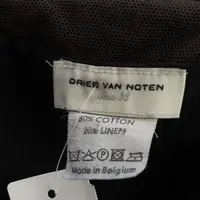 DRIES VAN NOTEN
80% COTTON
20% LINEN
Made in Belgium